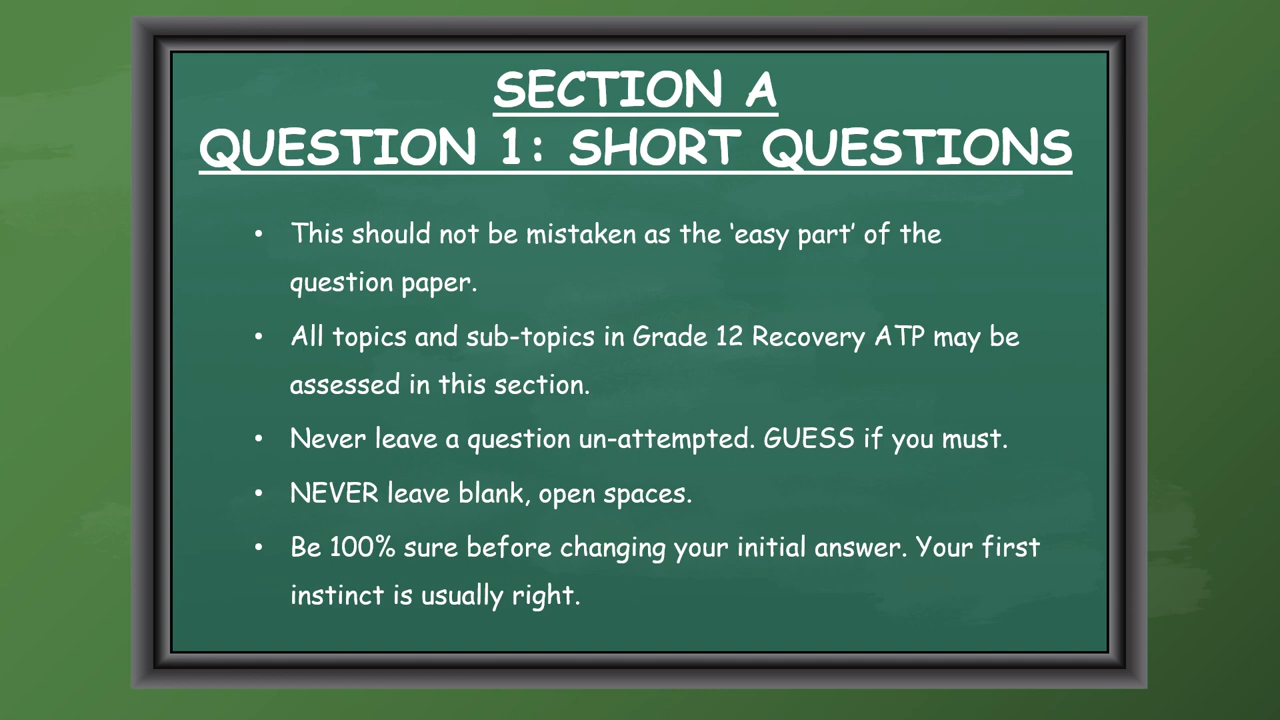 SECTION A
QUESTION 1: SHORT QUESTIONS
• This should not be mistaken as the ‘easy part’ of the
question paper.
• All topics and sub-topics in Grade 12 Recovery ATP may be
assessed in this section.
• Never leave a question un-attempted. GUESS if you must.
• NEVER leave blank, open spaces.
• Be 100% sure before changing your initial answer. Your first
instinct is usually right.